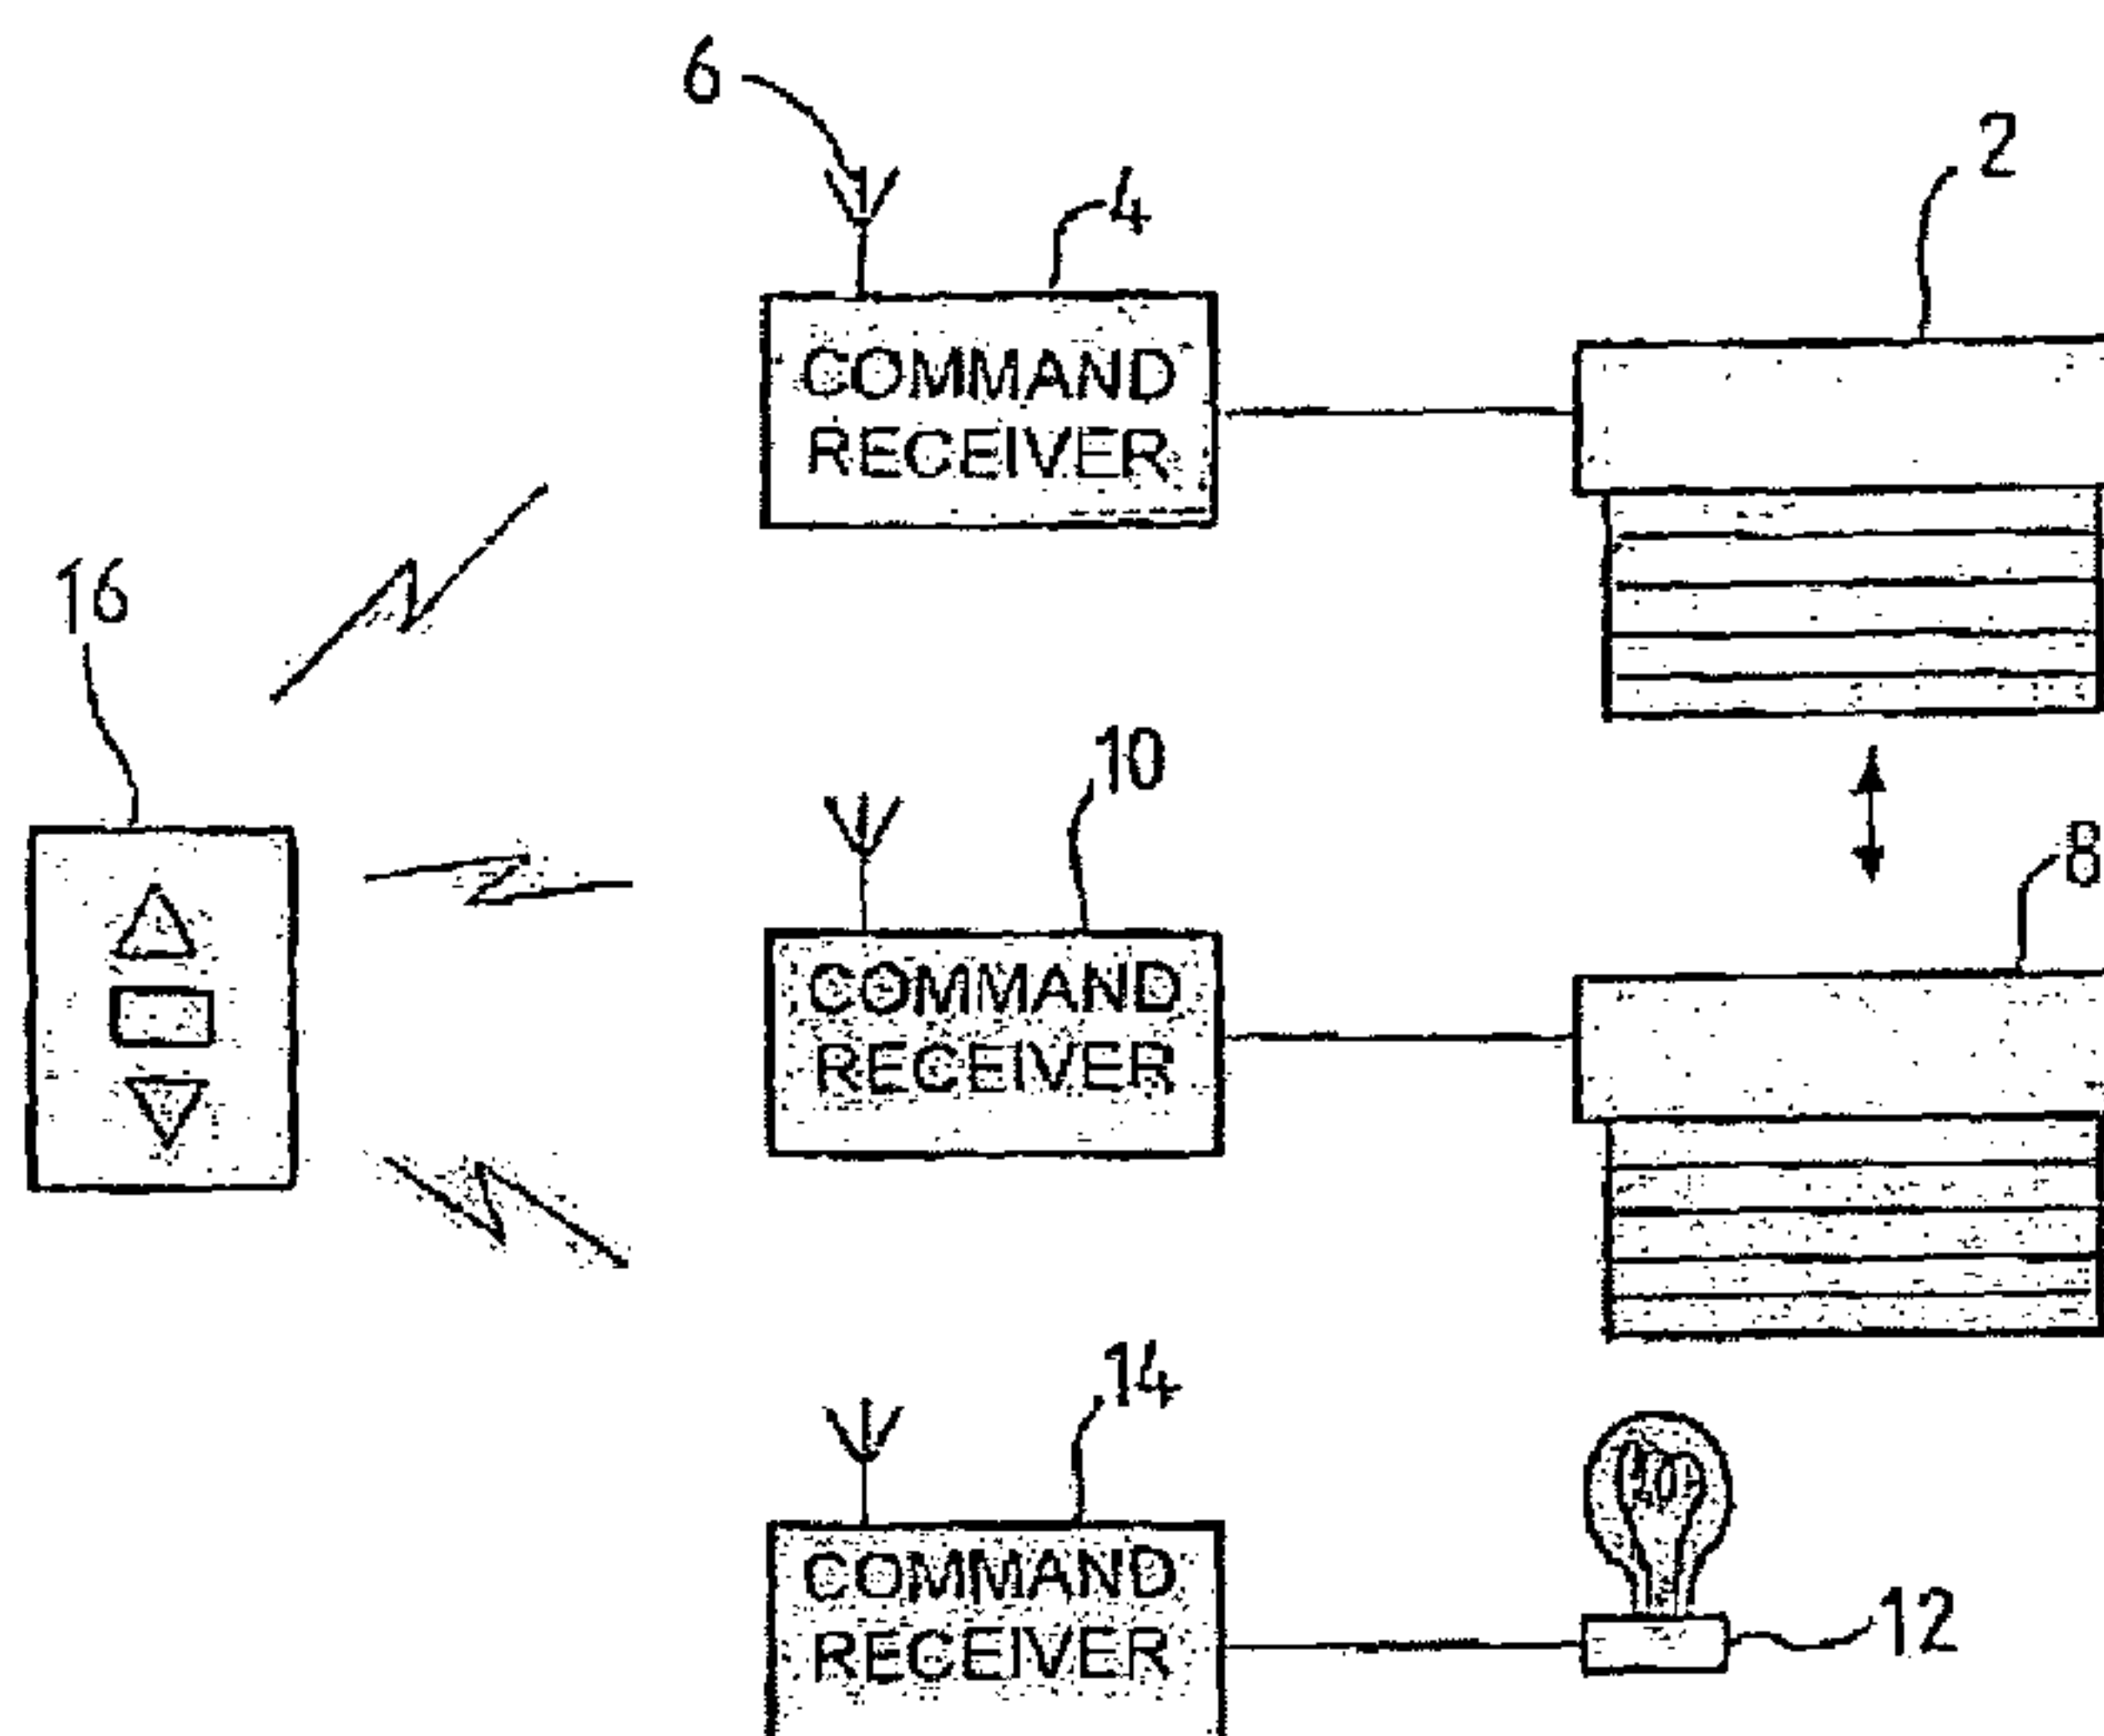 6
2
4
COMMAND
RECEIVER
16
10
8
COMMAND
RECEIVER
14
COMMAND
RECEIVER
12